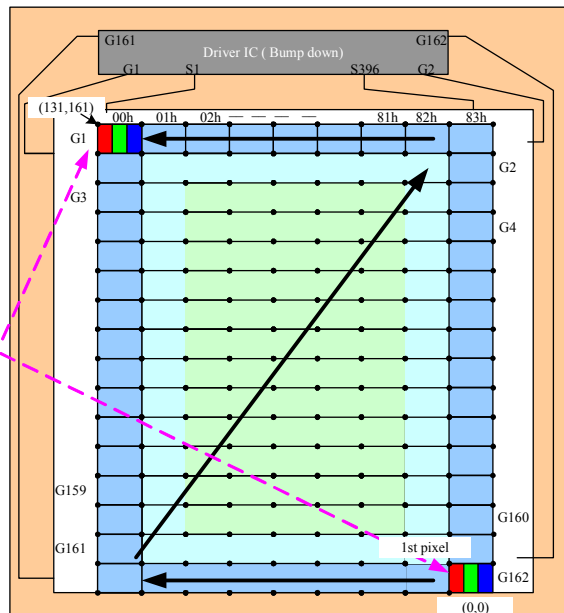 G161
G162
Driver IC ( Bump down)
G1
S1
S396
G2
(131,161)
00h
01h
02h
81h
82h
83h
G1
G2
G3
G4
G159
G160
G161
1st pixel
G162
(0.0)